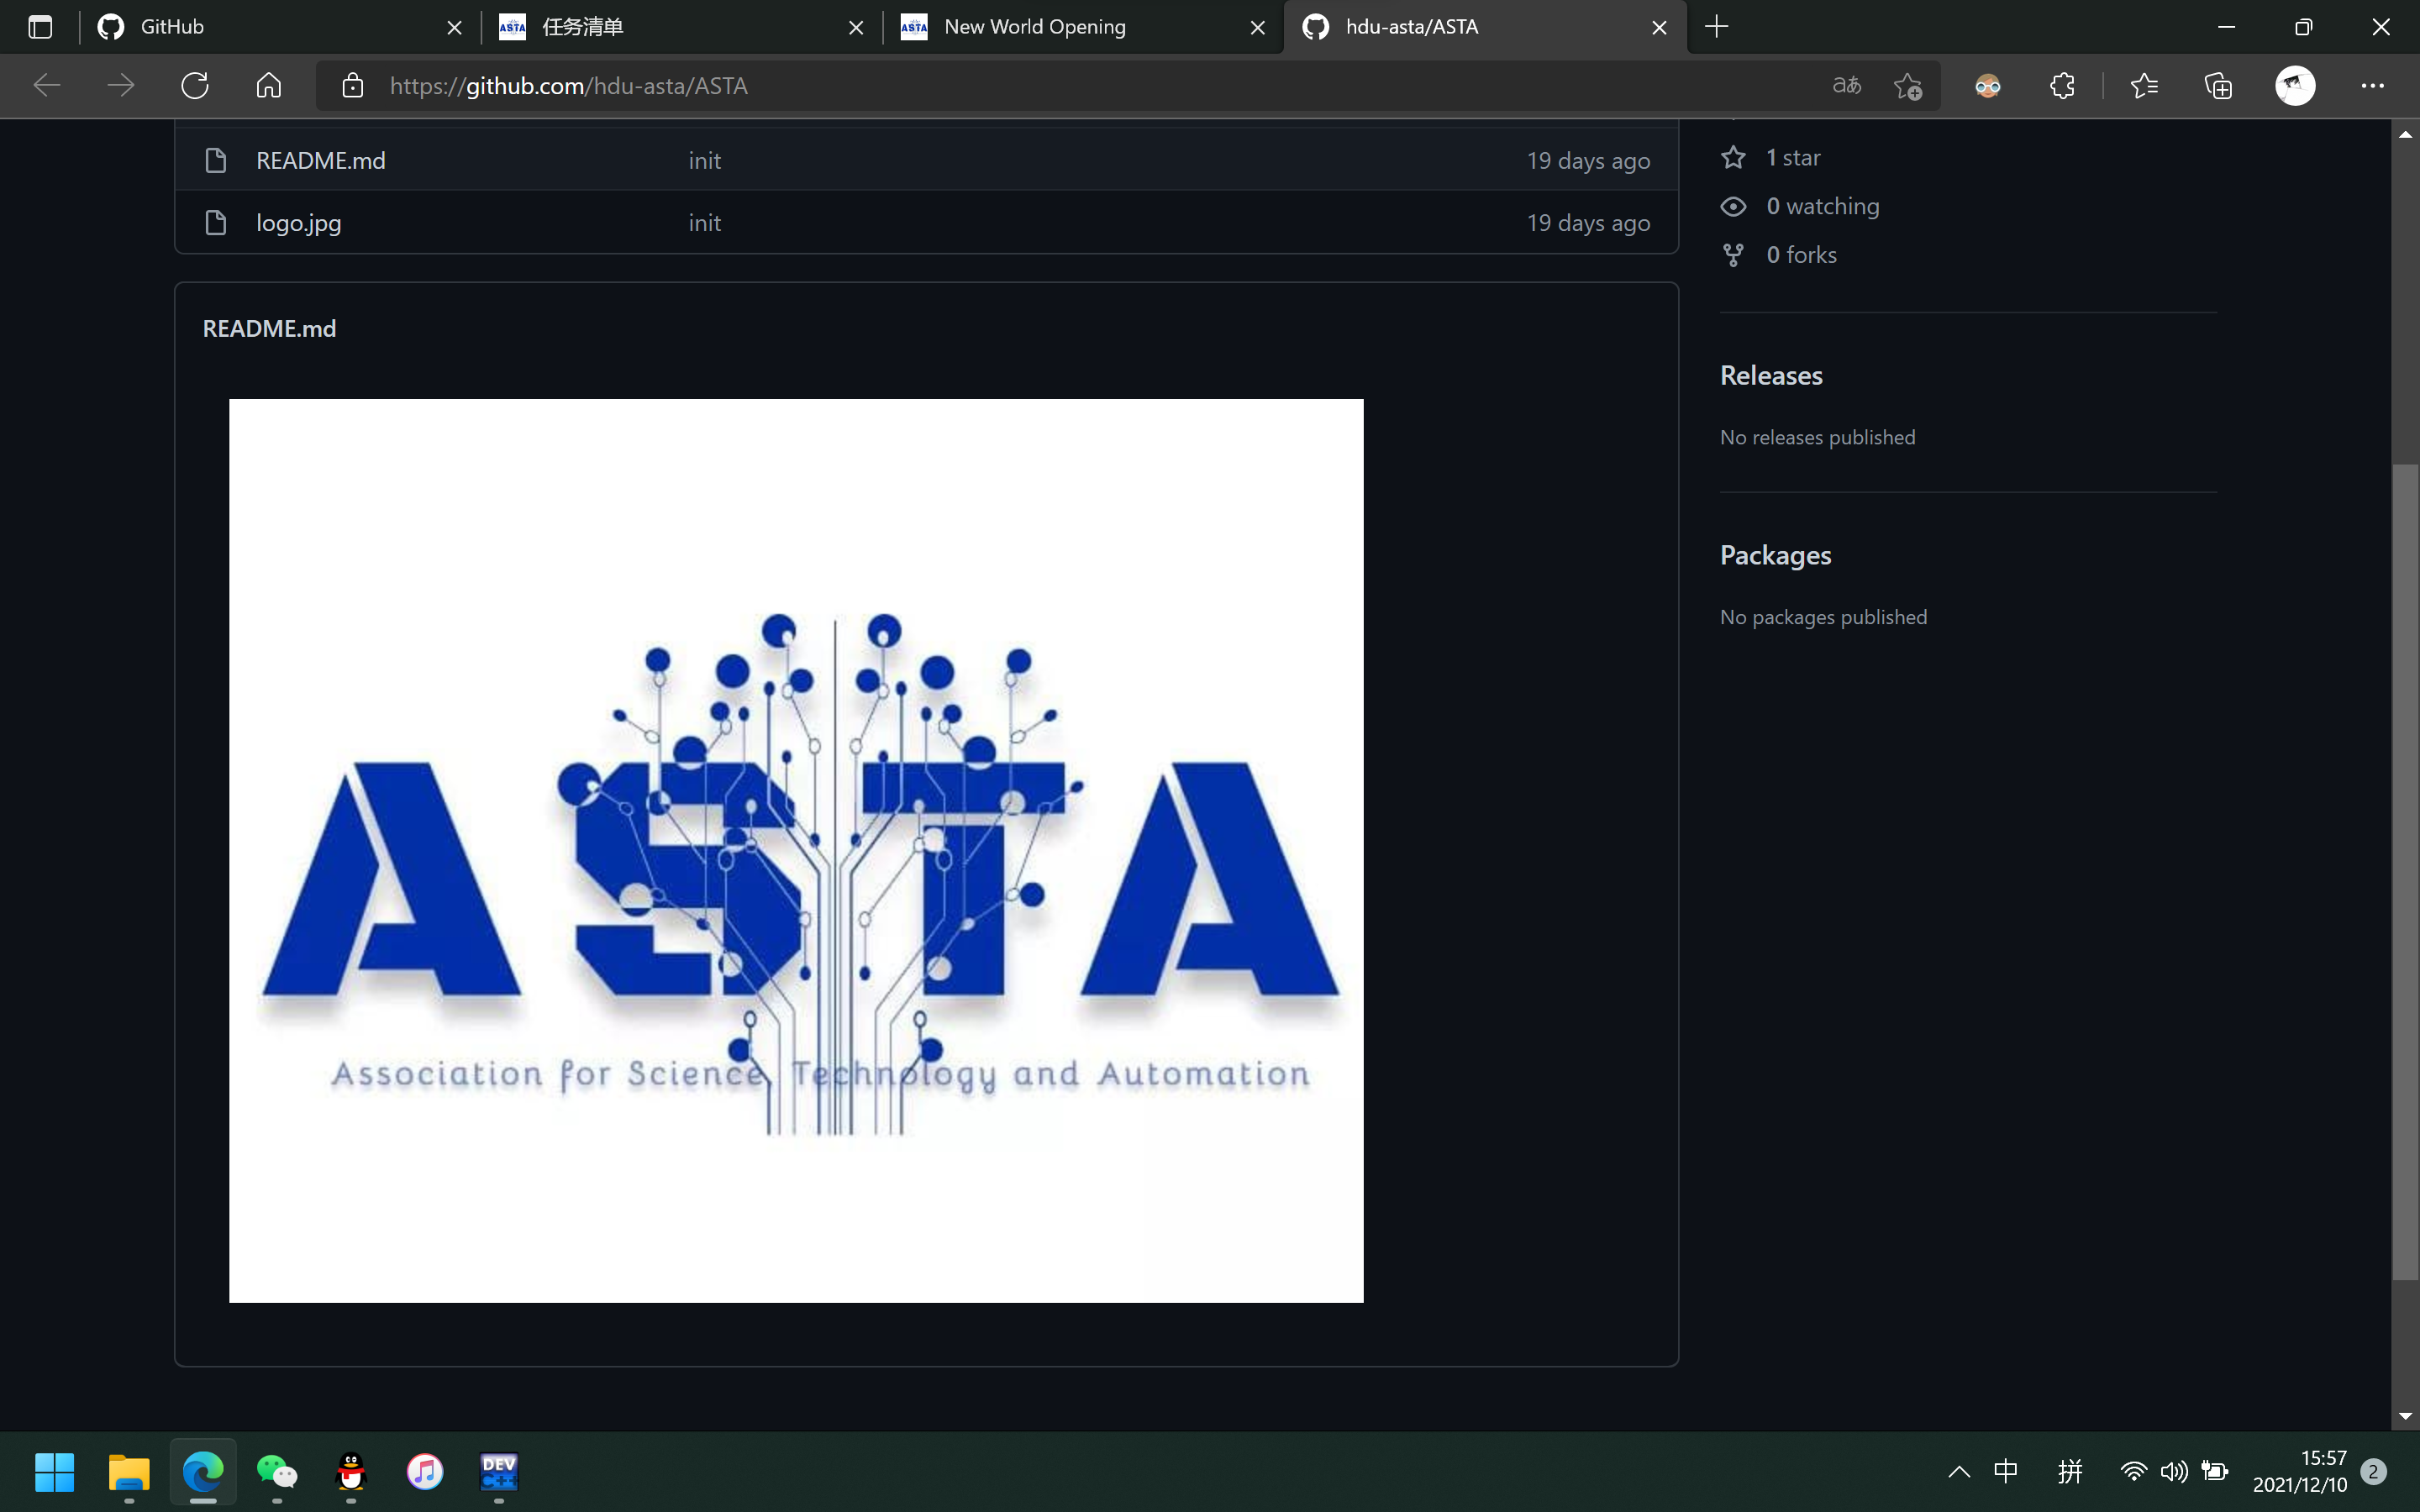 GitHub
任务清单
New World Opening
hdu-asta/ASTA
https://github.com/hdu-asta/ASTA
aあ
README.md init 19 days ago
logo.jpg init 19 days ago
1 star
0 watching
0 forks
README.md
Releases
No releases published
Packages
No packages published
ASTA
Association for Science Technology and Automation
DEV
C++
中
拼
15:57
2021/12/10
2